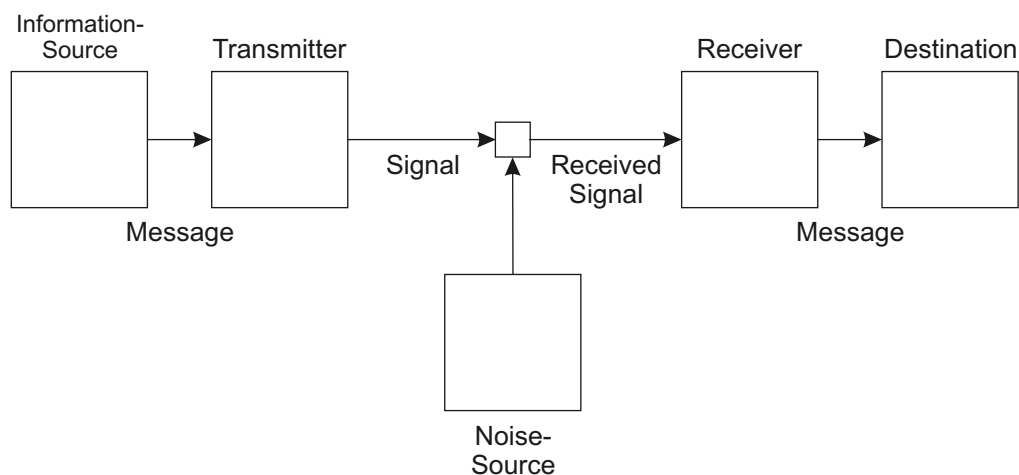 Information-
Source
Transmitter
Receiver
Destination
Signal
Received
Signal
Message
Message
Noise-
Source